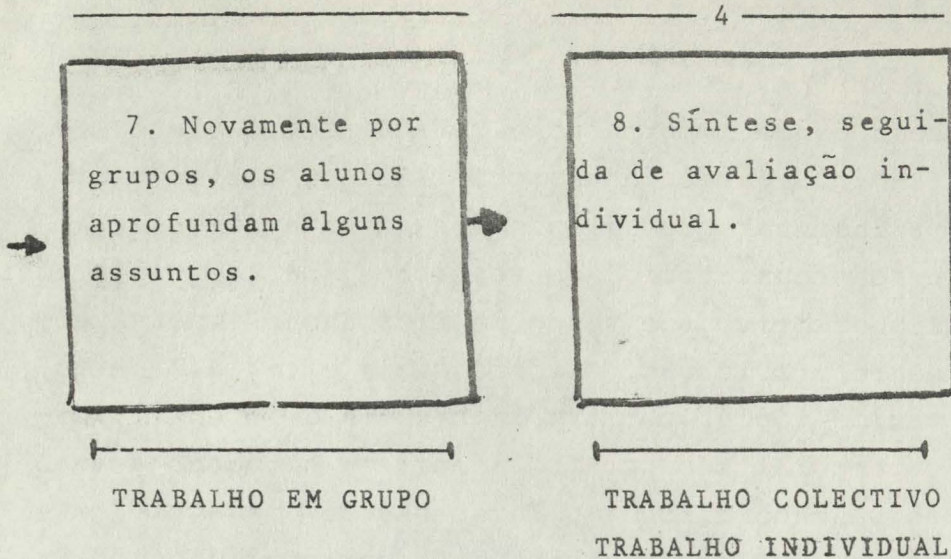 4
7. Novamente por
grupos, os alunos
aprofundam alguns
assuntos.
8. Síntese, segui-
da de avaliação in-
dividual.
TRABALHO EM GRUPO
TRABALHO COLECTIVO
TRABALHO INDIVIDUAL